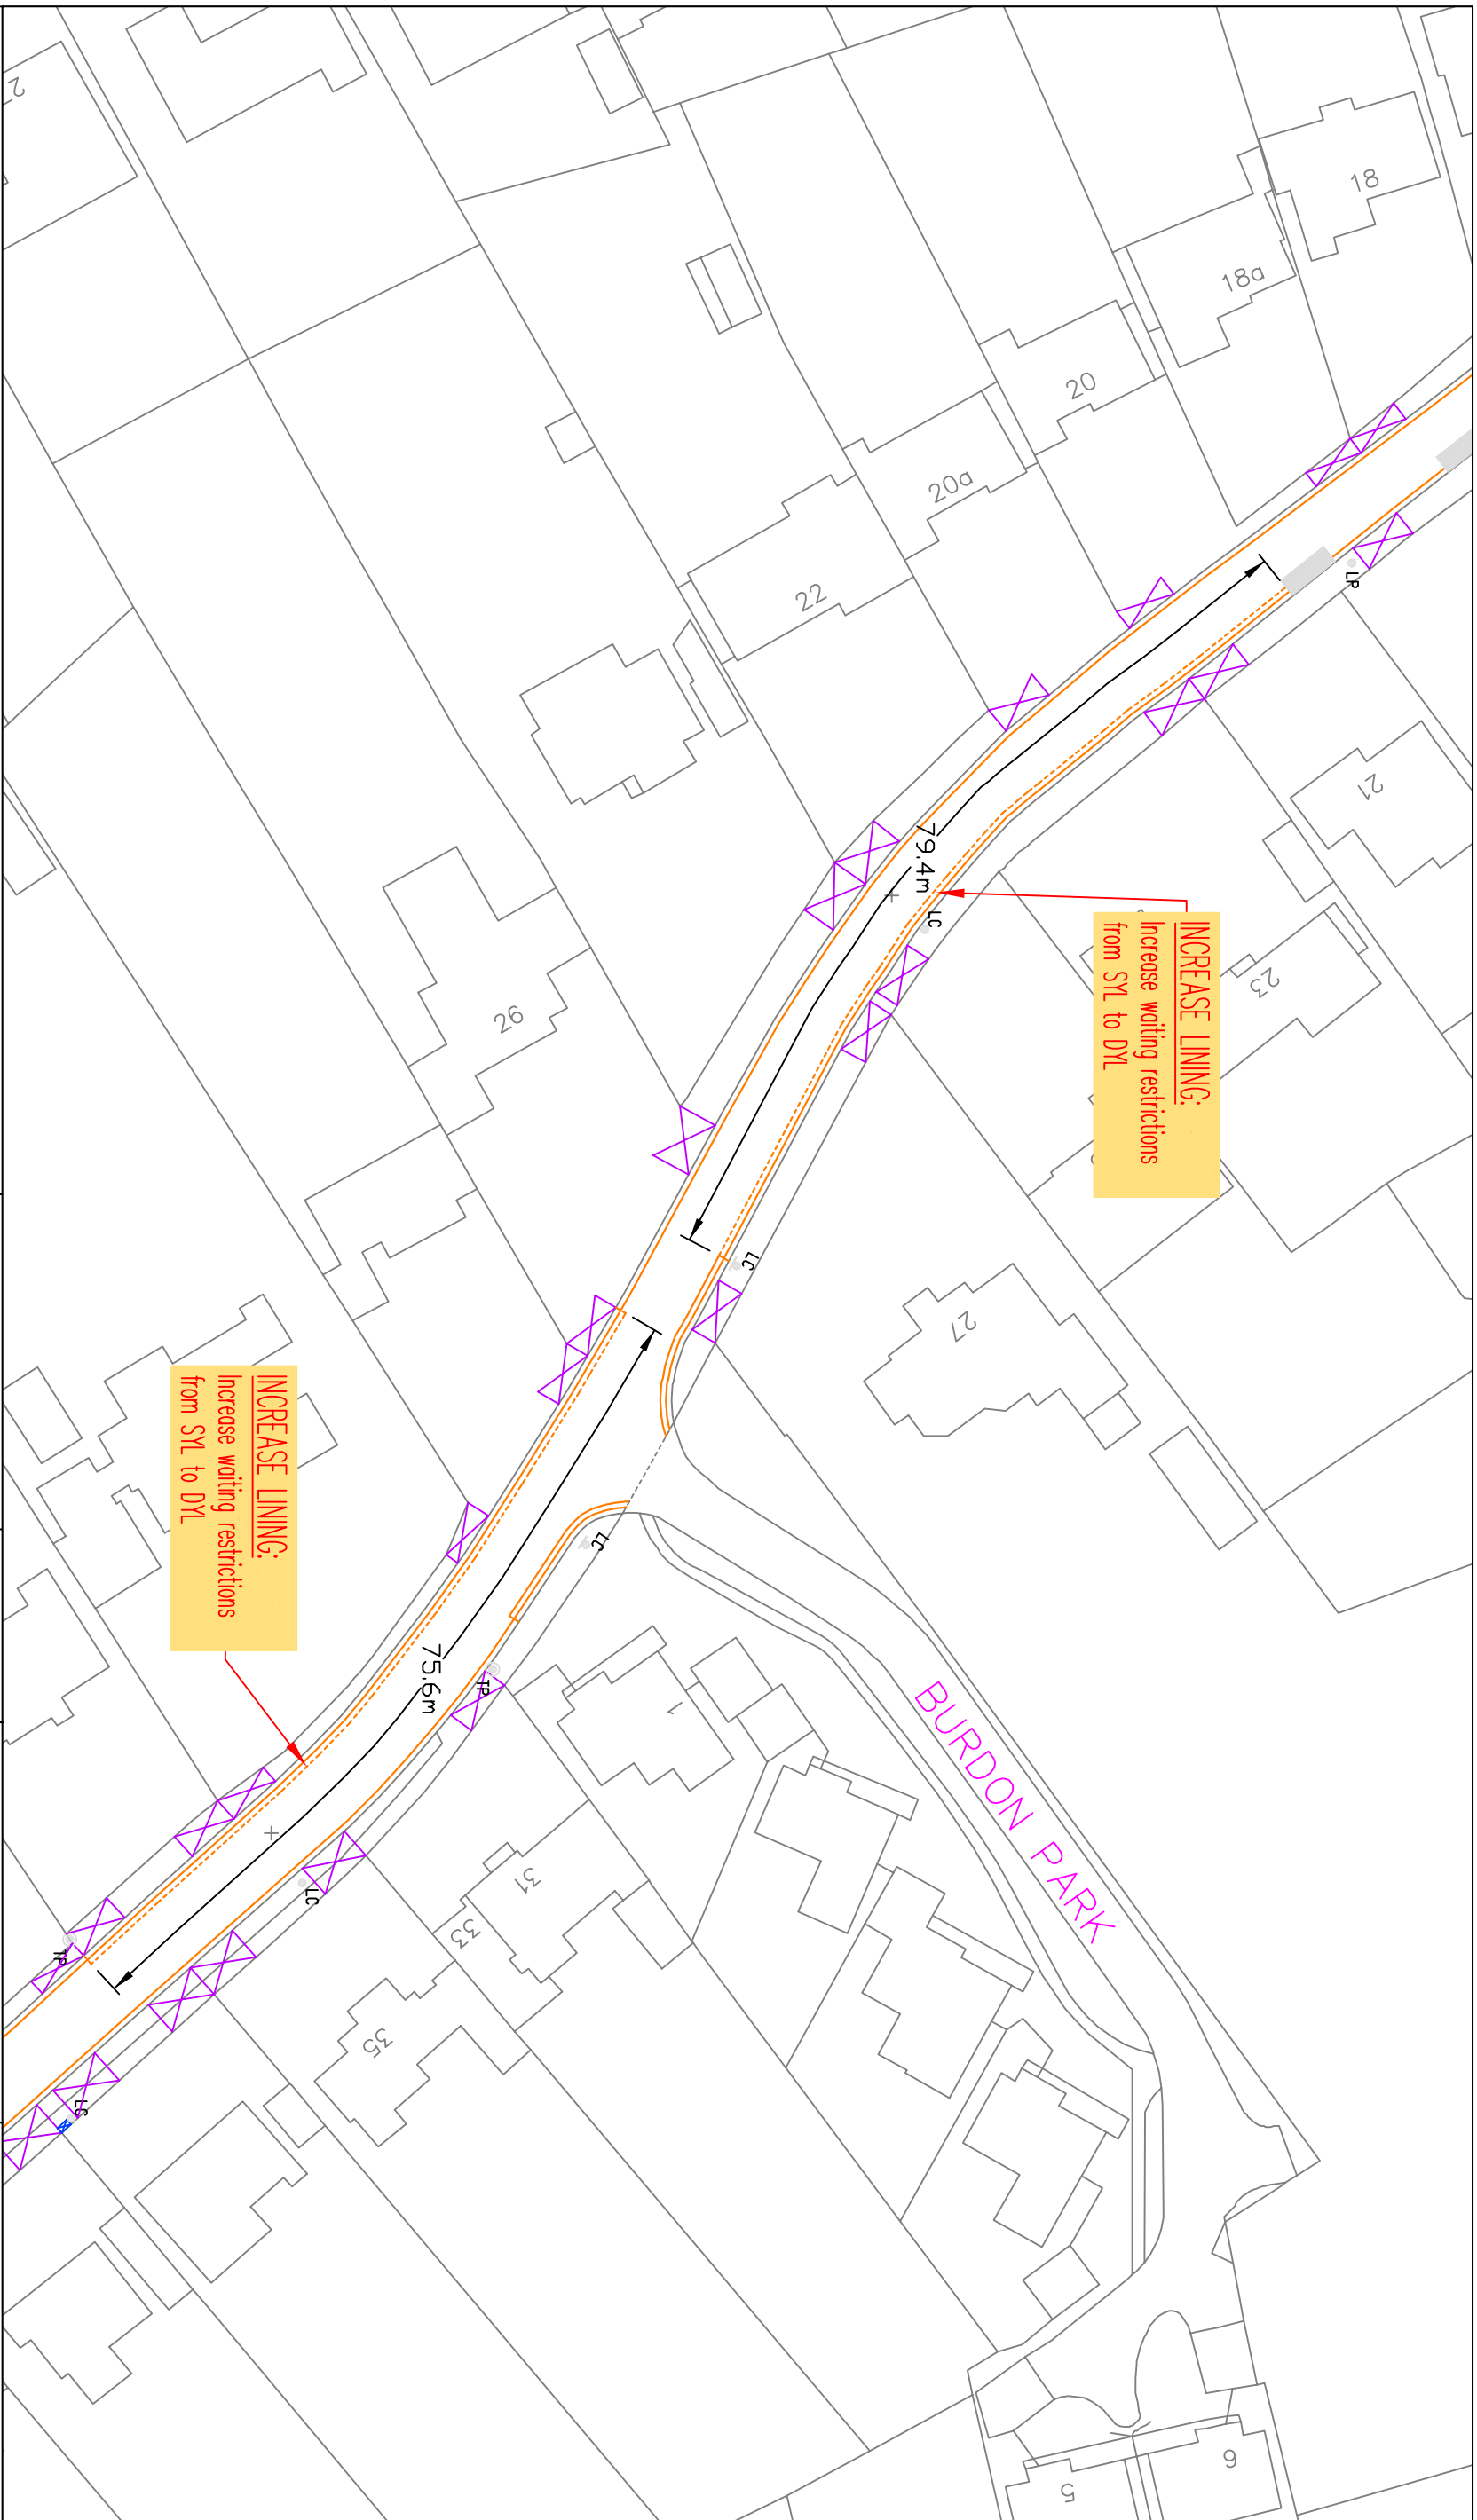 18
18a
20
20a
22
26
LP
21
23
79.4m
LC
INCREASE LINING:
Increase waiting restrictions
from SYL to DYL
LC
27
INCREASE LINING:
Increase waiting restrictions
from SYL to DYL
LC
75.6m
TP
1
BURDON PARK
31
33
35
LC
TP
LC
5
6